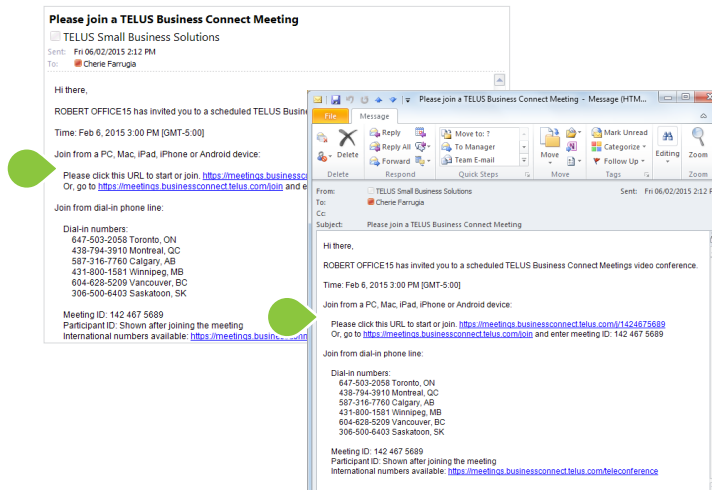 Please join a TELUS Business Connect Meeting
TELUS Small Business Solutions
Sent: Fri 06/02/2015 2:12 PM
To: Cherie Farrugia
Hi there,
ROBERT OFFICE15 has invited you to a scheduled TELUS Busin
Time: Feb 6, 2015 3:00 PM [GMT-5:00]
Join from a PC, Mac, iPad, iPhone or Android device:
Please click this URL to start or join. https://meetings.businessc
Or, go to https://meetings.businessconnect.telus.com/join and e
Join from dial-in phone line:
Dial-in numbers:
647-503-2058 Toronto, ON
438-794-3910 Montreal, QC
587-316-7760 Calgary, AB
431-800-1581 Winnipeg, MB
604-628-5209 Vancouver, BC
306-500-6403 Saskatoon, SK
Meeting ID: 142 467 5689
Participant ID: Shown after joining the meeting
International numbers available: https://meetings.businessconn
Please join a TELUS Business Connect Meeting - Message (HTM...
File Message
Delete
Delete
Reply
Reply All
Forward
Respond
Move to: ?
To Manager
Team E-mail
Quick Steps
Move
Move
Mark Unread
Categorize
Follow Up
Tags
Editing
Zoom
Zoom
From: TELUS Small Business Solutions Sent: Fri 06/02/2015 2:12 P
To: Cherie Farrugia
Cc:
Subject: Please join a TELUS Business Connect Meeting
Hi there,
ROBERT OFFICE15 has invited you to a scheduled TELUS Business Connect Meetings video conference.
Time: Feb 6, 2015 3:00 PM [GMT-5:00]
Join from a PC, Mac, iPad, iPhone or Android device:
Please click this URL to start or join. https://meetings.businessconnect.telus.com/j/1424675689
Or, go to https://meetings.businessconnect.telus.com/join and enter meeting ID: 142 467 5689
Join from dial-in phone line:
Dial-in numbers:
647-503-2058 Toronto, ON
438-794-3910 Montreal, QC
587-316-7760 Calgary, AB
431-800-1581 Winnipeg, MB
604-628-5209 Vancouver, BC
306-500-6403 Saskatoon, SK
Meeting ID: 142 467 5689
Participant ID: Shown after joining the meeting
International numbers available: https://meetings.businessconnect.telus.com/teleconference